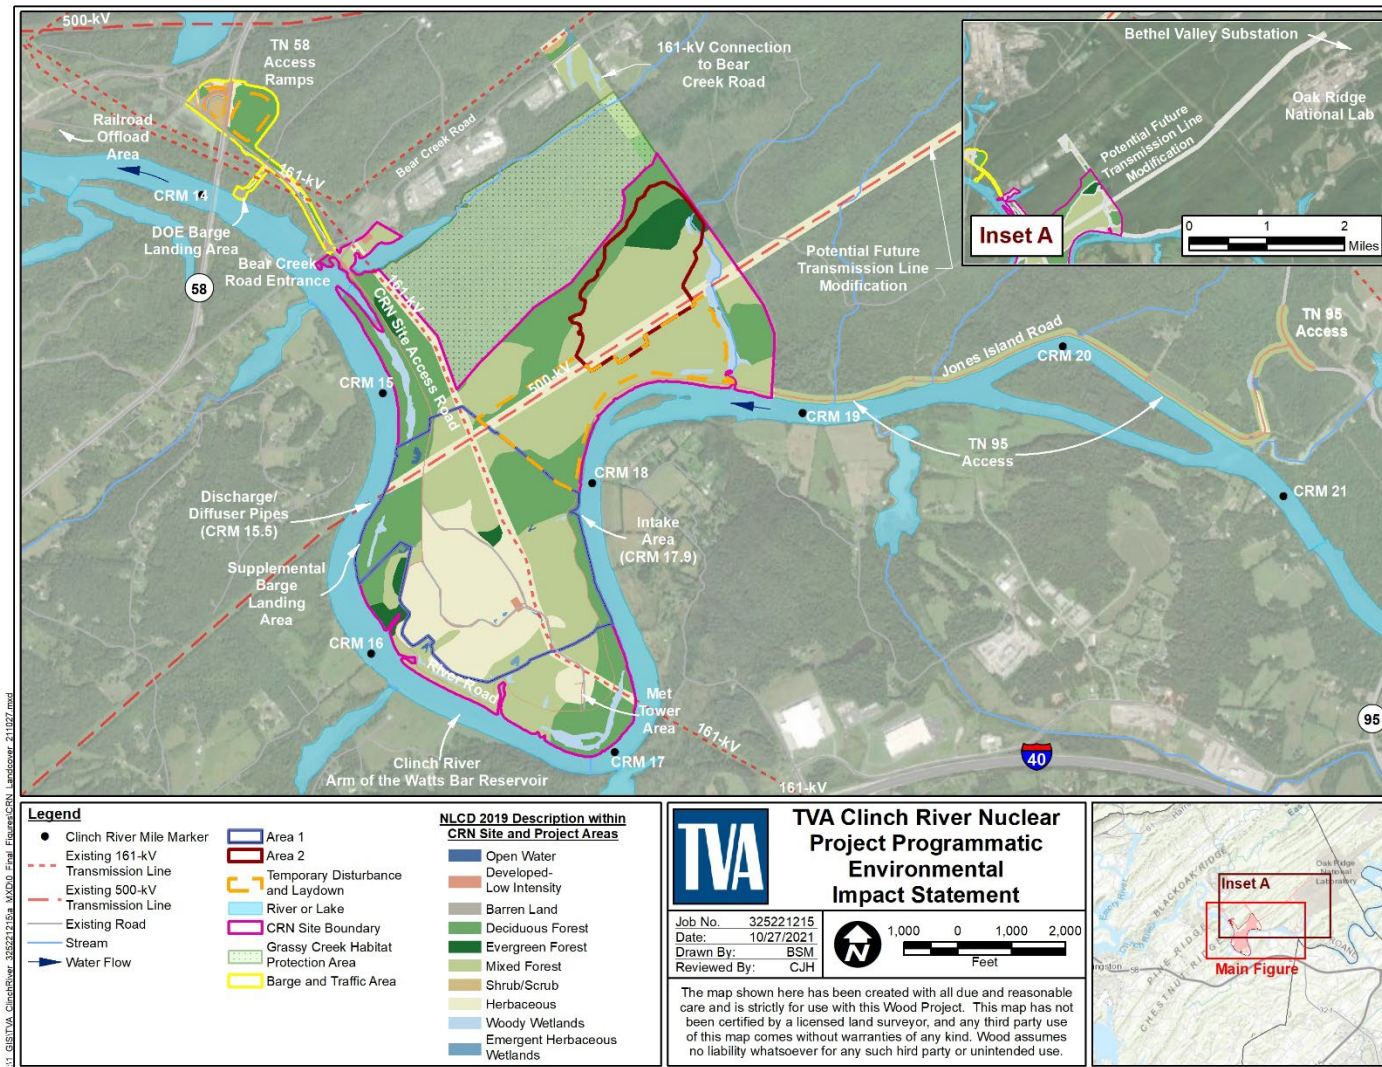 500-kV
TN 58
Access
Ramps
161-kV Connection
to Bear
Creek Road
Bethel Valley Substation
Oak Ridge
National Lab
Potential Future
Transmission Line
Modification
Inset A
0 1 2
Miles
Railroad
Offload
Area
Bear Creek Road
161-kV
CRM 14
DOE Barge
Landing Area
Bear Creek
Road Entrance
58
161-kV
CRN Site Access Road
Potential Future
Transmission Line
Modification
TN 95
Access
Jones Island Road
CRM 20
CRM 15
500-kV
CRM 19
TN 95
Access
CRM 18
CRM 21
Discharge/
Diffuser Pipes
(CRM 15.5)
Intake
Area
(CRM 17.9)
Supplemental
Barge
Landing
Area
CRM 16
River Road
Met
Tower
Area
161-kV
95
Clinch River
Arm of the Watts Bar Reservoir
CRM 17
40
161-kV
Legend
Clinch River Mile Marker
Existing 161-kV
Transmission Line
Existing 500-kV
Transmission Line
Existing Road
Stream
Water Flow
Area 1
Area 2
Temporary Disturbance
and Laydown
River or Lake
CRN Site Boundary
Grassy Creek Habitat
Protection Area
Barge and Traffic Area
NLCD 2019 Description within
CRN Site and Project Areas
Open Water
Developed-
Low Intensity
Barren Land
Deciduous Forest
Evergreen Forest
Mixed Forest
Shrub/Scrub
Herbaceous
Woody Wetlands
Emergent Herbaceous
Wetlands
TVA
TVA Clinch River Nuclear
Project Programmatic
Environmental
Impact Statement
Job No. 325221215
Date: 10/27/2021
Drawn By: BSM
Reviewed By: CJH
N
1,000 0 1,000 2,000
Feet
The map shown here has been created with all due and reasonable
care and is strictly for use with this Wood Project. This map has not
been certified by a licensed land surveyor, and any third party use
of this map comes without warranties of any kind. Wood assumes
no liability whatsoever for any such hird party or unintended use.
Oak Ridge
National
Laboratory
Inset A
BLACKOAK RIDGE
Emory River
PINE RIDGE
CHESTNUT RIDGE
ROANE
Main Figure